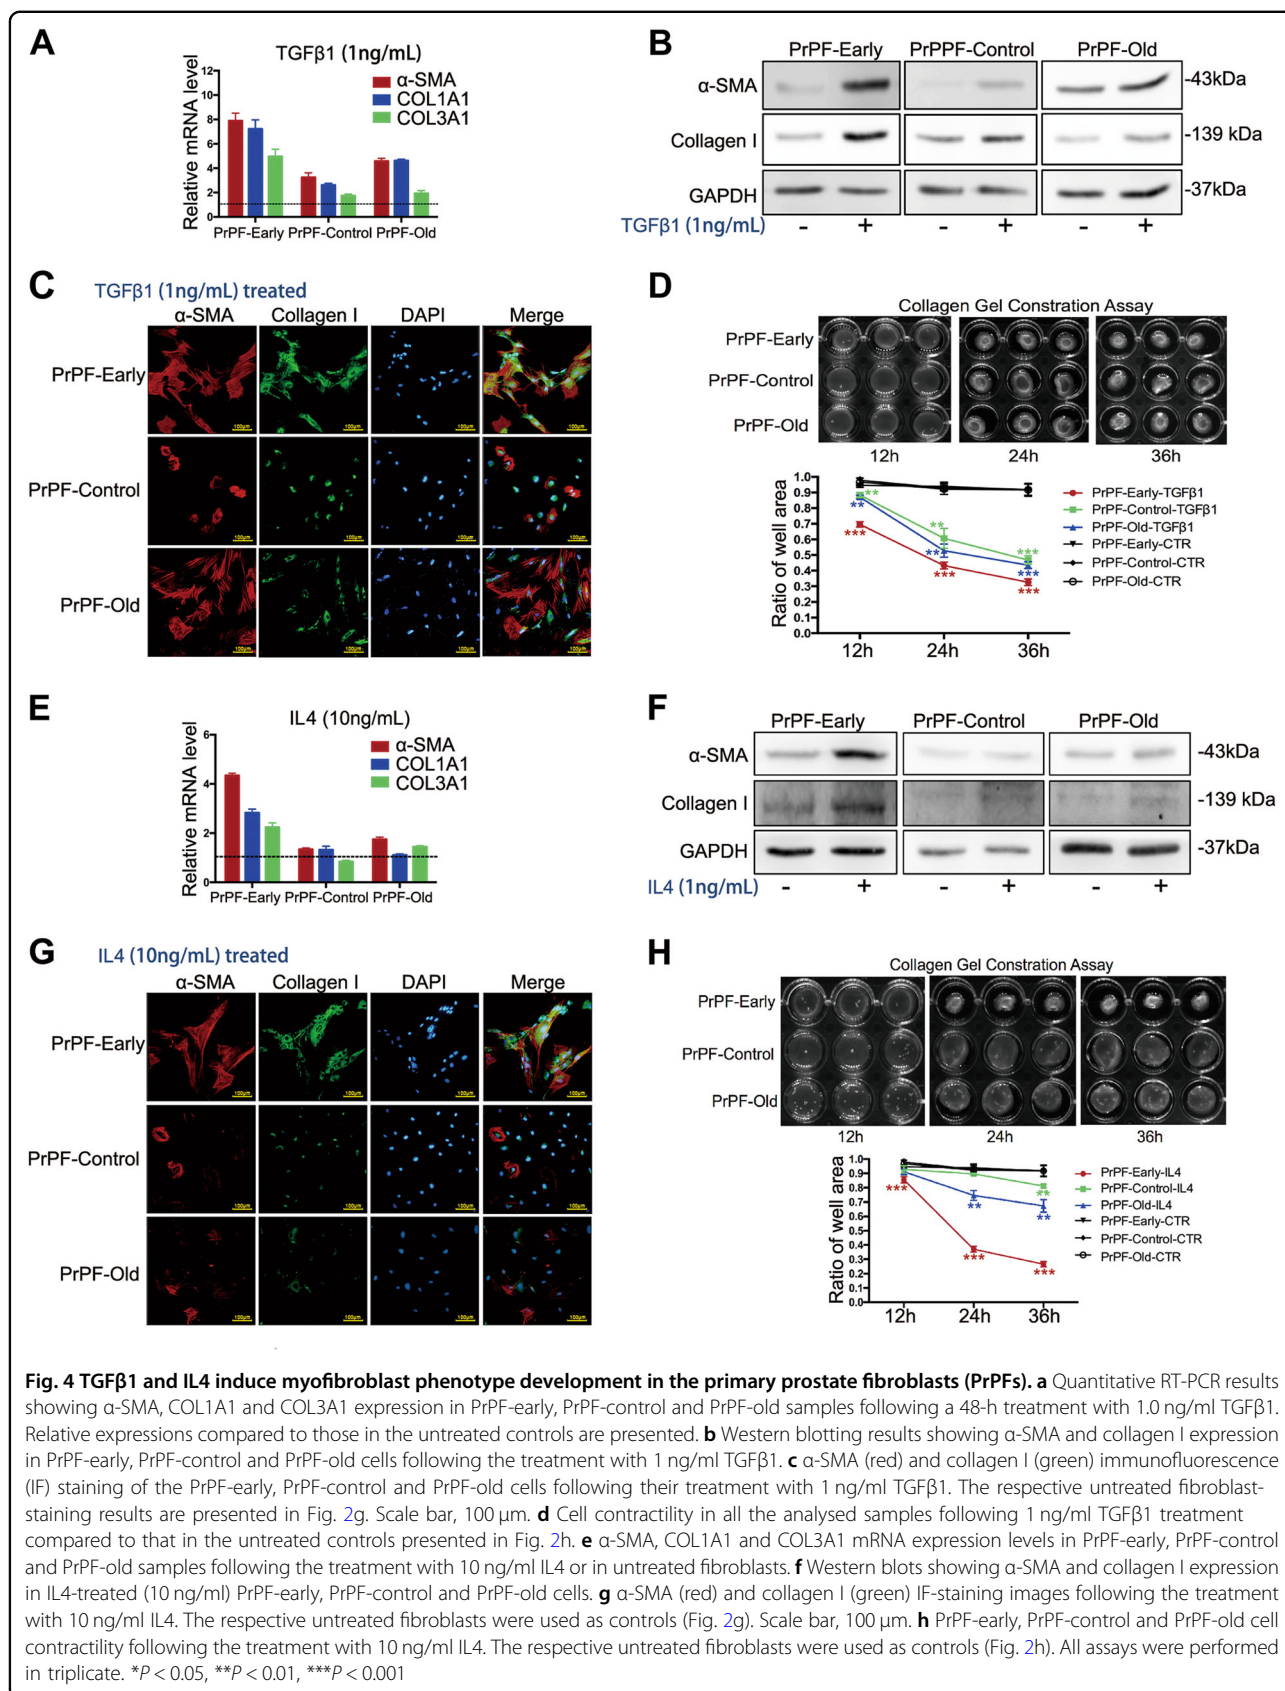 A
TGFβ1 (1ng/mL)
Relative mRNA level
12
10
8
6
4
2
0
α-SMA
COL1A1
COL3A1
PrPF-Early PrPF-Control PrPF-Old
B
PrPF-Early PrPPF-Control PrPF-Old
α-SMA -43kDa
Collagen I -139 kDa
GAPDH -37kDa
TGFβ1 (1ng/mL) - + - + - +
C
TGFβ1 (1ng/mL) treated
α-SMA Collagen I DAPI Merge
PrPF-Early
100μm 100μm 100μm 100μm
PrPF-Control
100μm 100μm 100μm 100μm
PrPF-Old
100μm 100μm 100μm 100μm
D
Collagen Gel Constration Assay
PrPF-Early
PrPF-Control
PrPF-Old
12h 24h 36h
Ratio of well area
1.0
0.9
0.8
0.7
0.6
0.5
0.4
0.3
0.2
0.1
0.0
** ** ***
** ** ***
*** *** ***
12h 24h 36h
PrPF-Early-TGFβ1
PrPF-Control-TGFβ1
PrPF-Old-TGFβ1
PrPF-Early-CTR
PrPF-Control-CTR
PrPF-Old-CTR
E
IL4 (10ng/mL)
Relative mRNA level
6
4
2
0
α-SMA
COL1A1
COL3A1
PrPF-Early PrPF-Control PrPF-Old
F
PrPF-Early PrPF-Control PrPF-Old
α-SMA -43kDa
Collagen I -139 kDa
GAPDH -37kDa
IL4 (1ng/mL) - + - + - +
G
IL4 (10ng/mL) treated
α-SMA Collagen I DAPI Merge
PrPF-Early
100μm 100μm 100μm 100μm
PrPF-Control
100μm 100μm 100μm 100μm
PrPF-Old
100μm 100μm 100μm 100μm
H
Collagen Gel Constration Assay
PrPF-Early
PrPF-Control
PrPF-Old
12h 24h 36h
Ratio of well area
1.0
0.9
0.8
0.7
0.6
0.5
0.4
0.3
0.2
0.1
0.0
*** ** **
** ***
***
12h 24h 36h
PrPF-Early-IL4
PrPF-Control-IL4
PrPF-Old-IL4
PrPF-Early-CTR
PrPF-Control-CTR
PrPF-Old-CTR
Fig. 4 TGFβ1 and IL4 induce myofibroblast phenotype development in the primary prostate fibroblasts (PrPFs). a Quantitative RT-PCR results
showing α-SMA, COL1A1 and COL3A1 expression in PrPF-early, PrPF-control and PrPF-old samples following a 48-h treatment with 1.0 ng/ml TGFβ1.
Relative expressions compared to those in the untreated controls are presented. b Western blotting results showing α-SMA and collagen I expression
in PrPF-early, PrPF-control and PrPF-old cells following the treatment with 1 ng/ml TGFβ1. c α-SMA (red) and collagen I (green) immunofluorescence
(IF) staining of the PrPF-early, PrPF-control and PrPF-old cells following their treatment with 1 ng/ml TGFβ1. The respective untreated fibroblast-
staining results are presented in Fig. 2g. Scale bar, 100 μm. d Cell contractility in all the analysed samples following 1 ng/ml TGFβ1 treatment
compared to that in the untreated controls presented in Fig. 2h. e α-SMA, COL1A1 and COL3A1 mRNA expression levels in PrPF-early, PrPF-control
and PrPF-old samples following the treatment with 10 ng/ml IL4 or in untreated fibroblasts. f Western blots showing α-SMA and collagen I expression
in IL4-treated (10 ng/ml) PrPF-early, PrPF-control and PrPF-old cells. g α-SMA (red) and collagen I (green) IF-staining images following the treatment
with 10 ng/ml IL4. The respective untreated fibroblasts were used as controls (Fig. 2g). Scale bar, 100 μm. h PrPF-early, PrPF-control and PrPF-old cell
contractility following the treatment with 10 ng/ml IL4. The respective untreated fibroblasts were used as controls (Fig. 2h). All assays were performed
in triplicate. *P < 0.05, **P < 0.01, ***P < 0.001